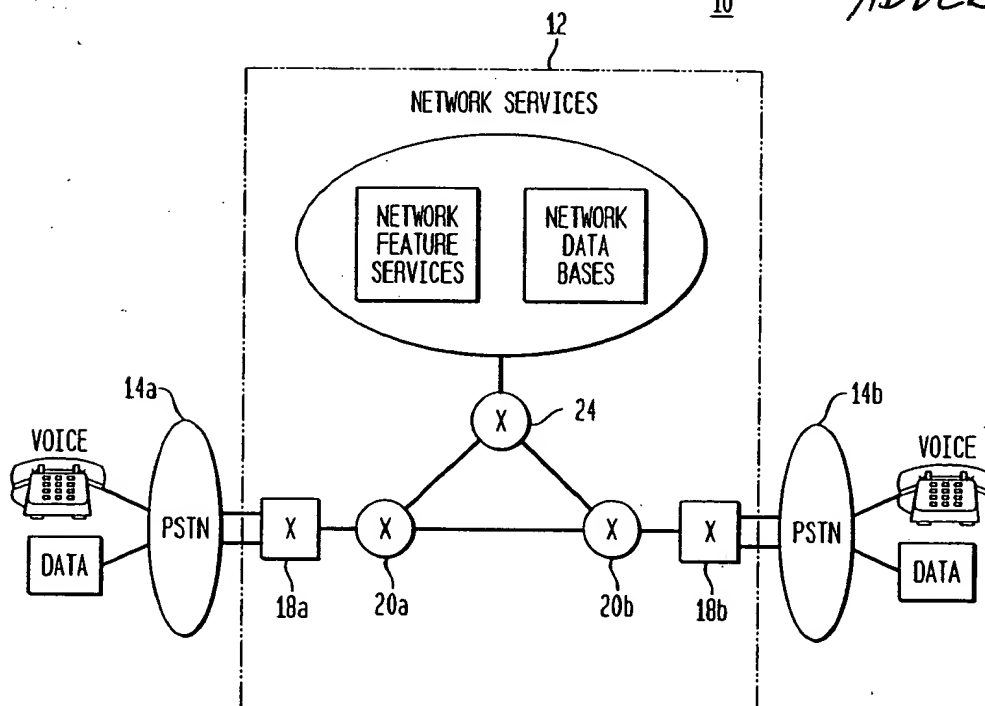 10
12
NETWORK SERVICES
NETWORK
FEATURE
SERVICES
NETWORK
DATA
BASES
14a
24
14b
VOICE
VOICE
PSTN
X
X
X
X
X
PSTN
DATA
DATA
18a
20a
20b
18b